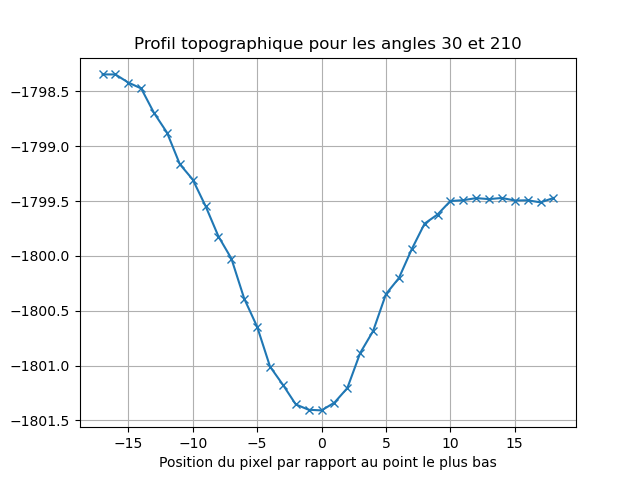 Profil topographique pour les angles 30 et 210
−1798.5
−1799.0
−1799.5
−1800.0
−1800.5
−1801.0
−1801.5
−15 −10 −5 0 5 10 15
Position du pixel par rapport au point le plus bas